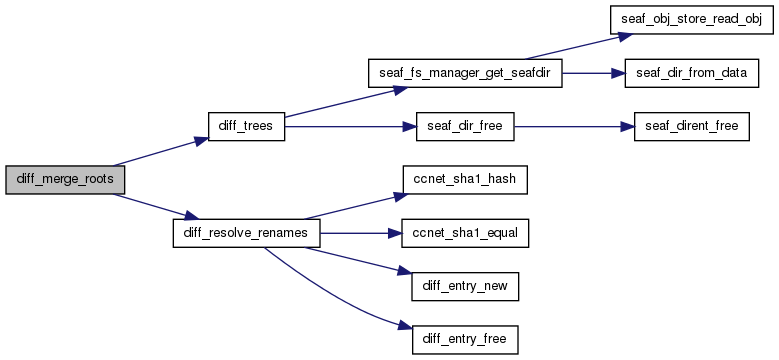 seaf_obj_store_read_obj
seaf_fs_manager_get_seafdir
seaf_dir_from_data
diff_trees
seaf_dir_free
seaf_dirent_free
diff_merge_roots
ccnet_sha1_hash
diff_resolve_renames
ccnet_sha1_equal
diff_entry_new
diff_entry_free